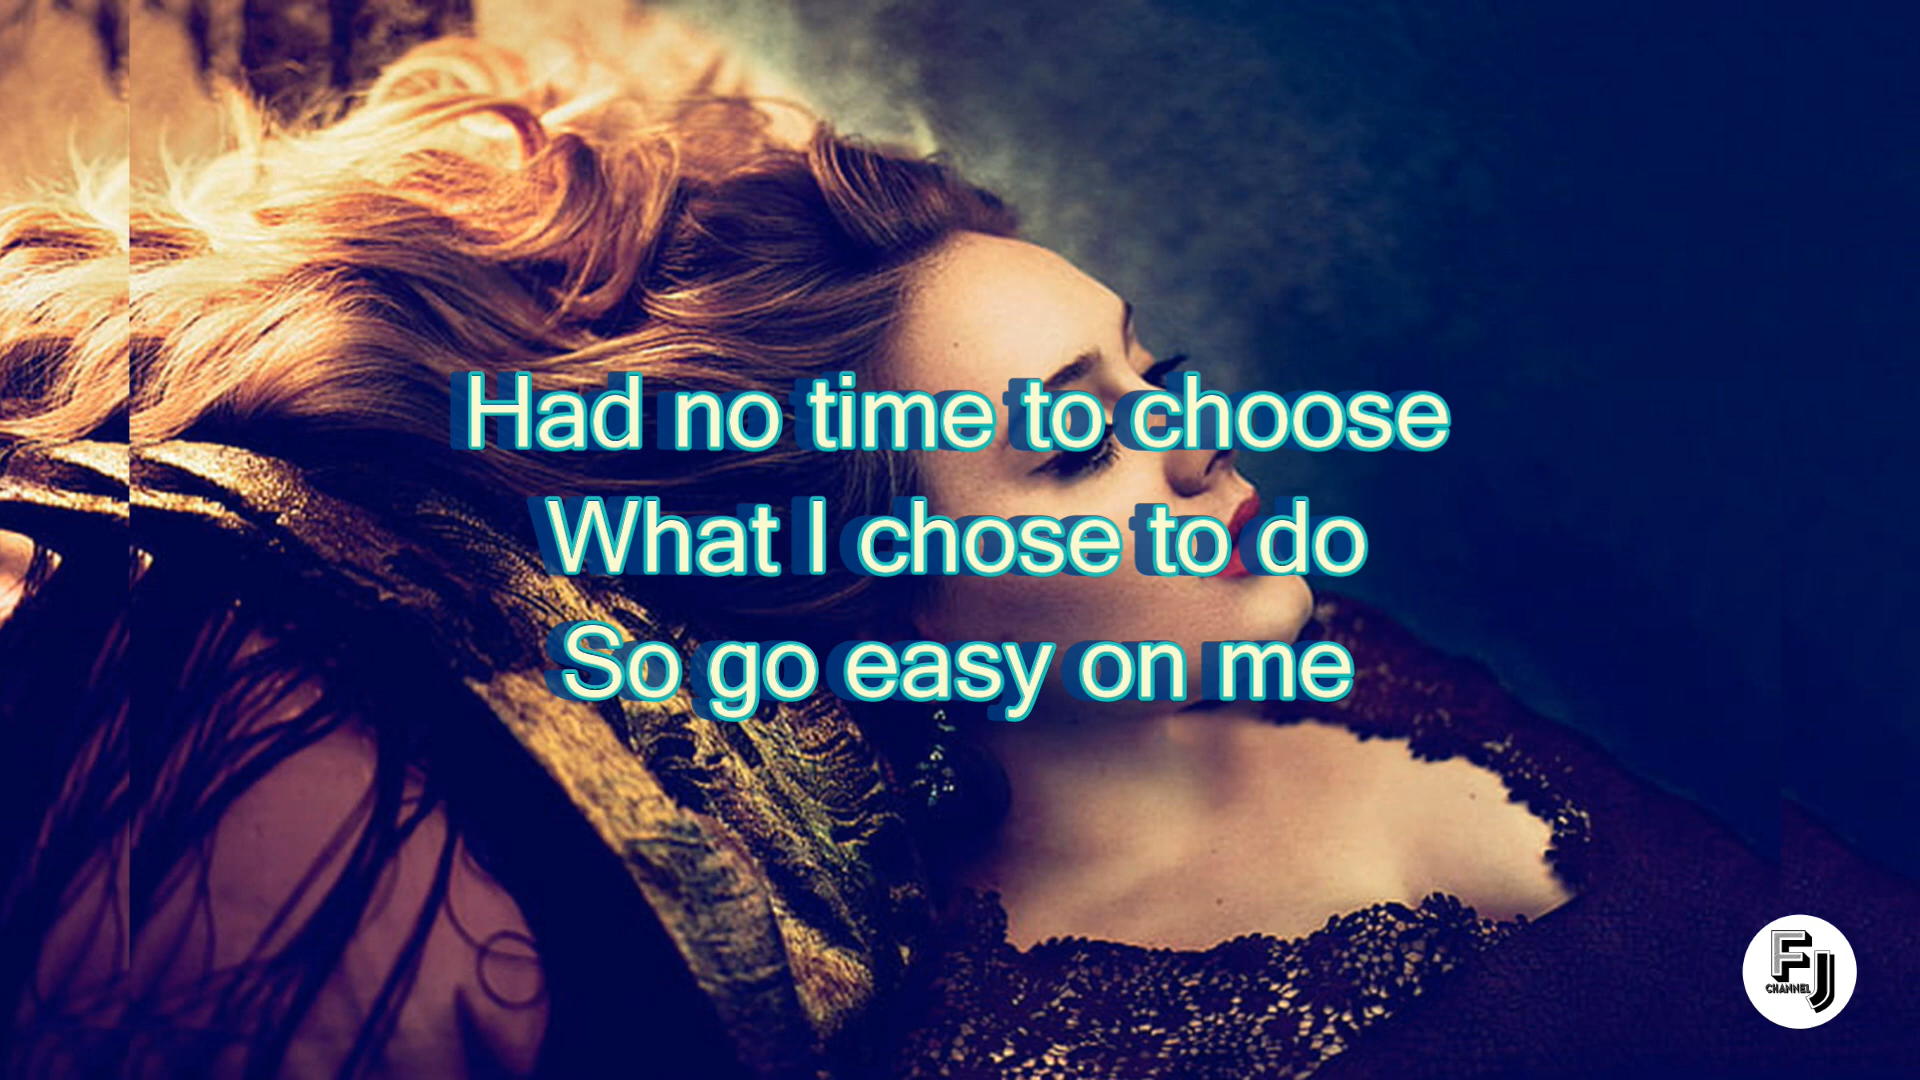 Had no time to choose
What I chose to do
So go easy on me
FJ
CHANNEL